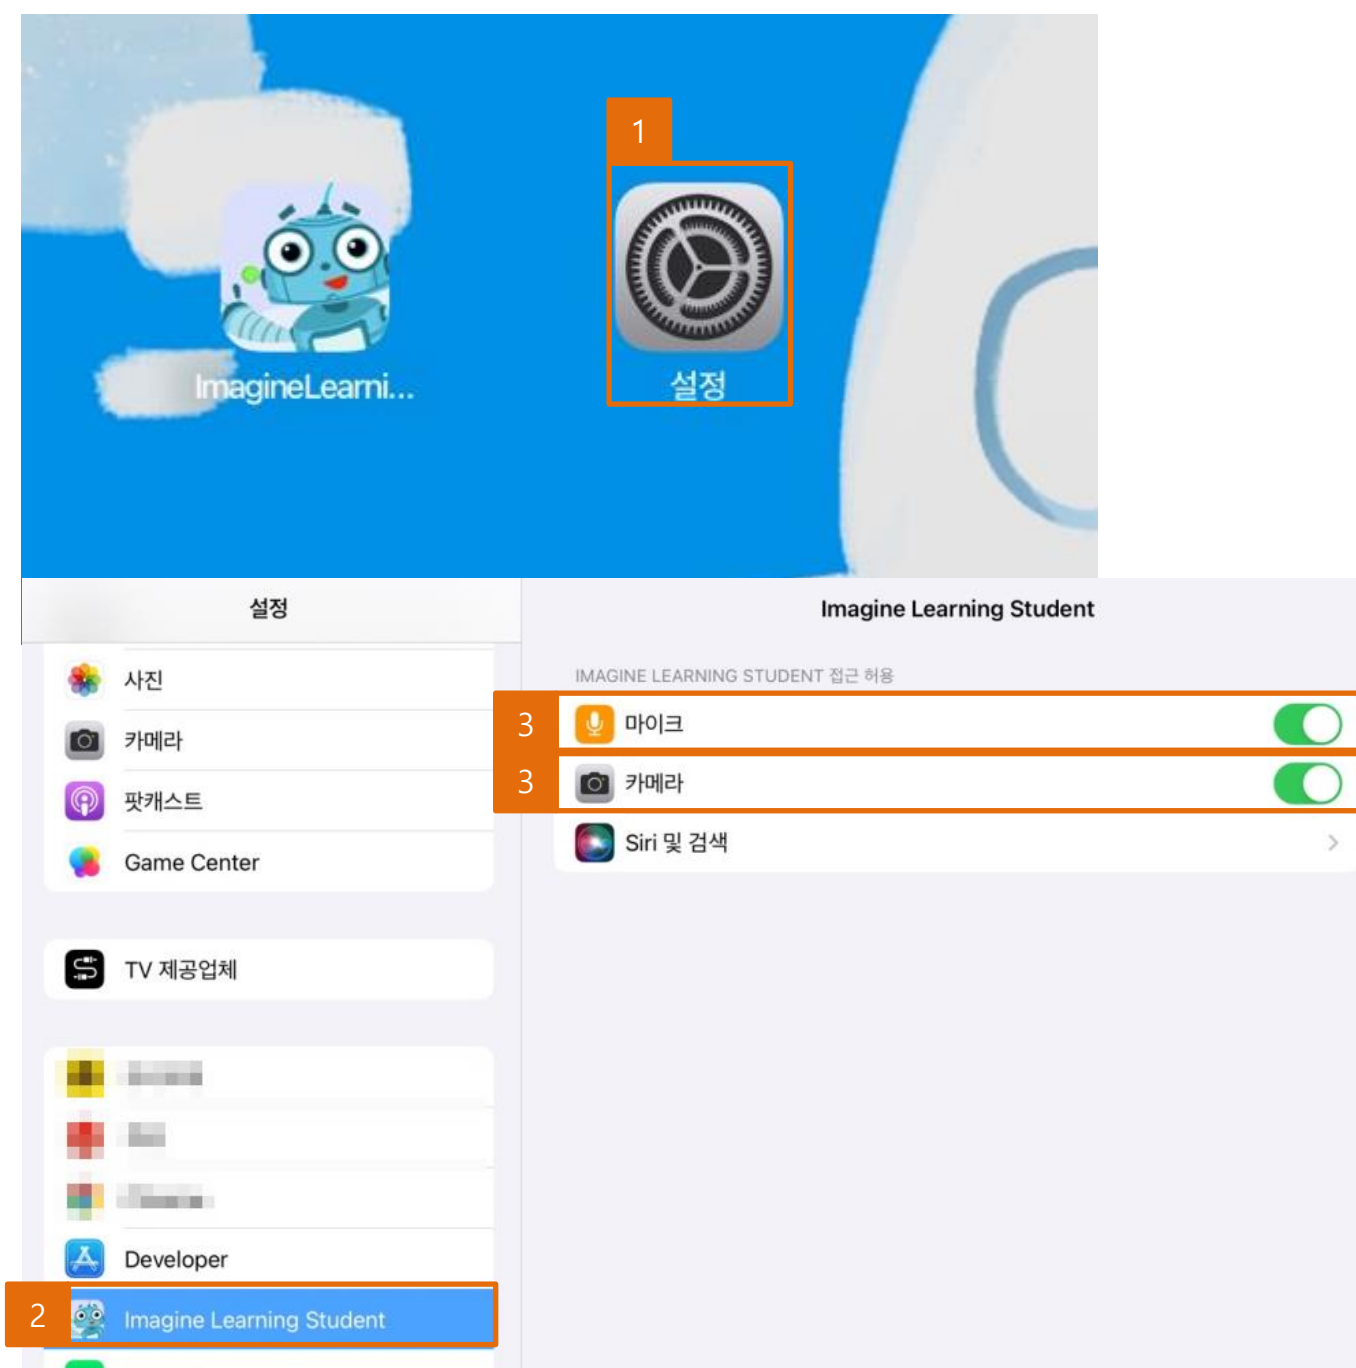 1
ImagineLearni...
설정
설정
사진
카메라
팟캐스트
Game Center
TV 제공업체
Developer
2
Imagine Learning Student
Imagine Learning Student
IMAGINE LEARNING STUDENT 접근 허용
3 마이크
3 카메라
Siri 및 검색